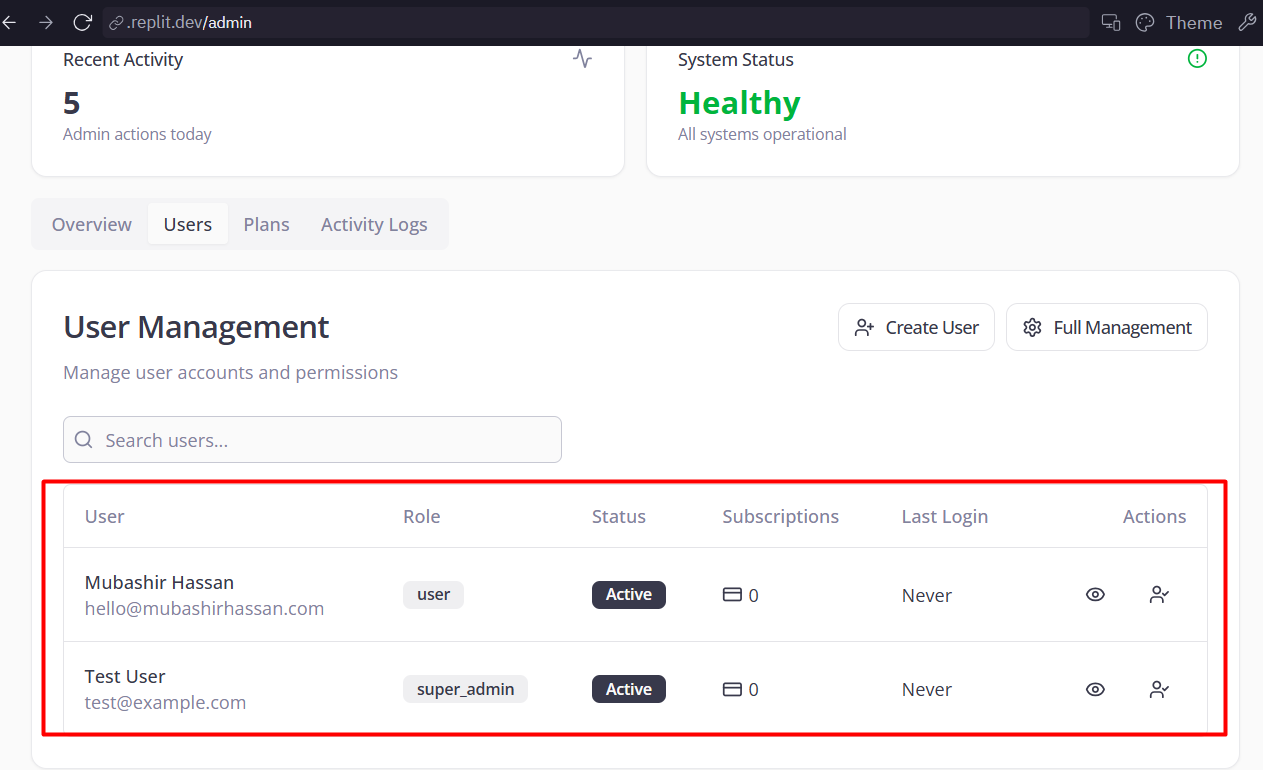 .replit.dev/admin
Theme
Recent Activity
5
Admin actions today
System Status
Healthy
All systems operational
Overview Users Plans Activity Logs
User Management
Manage user accounts and permissions
Create User
Full Management
Search users...
User Role Status Subscriptions Last Login Actions
Mubashir Hassan
hello@mubashirhassan.com
user Active 0 Never
Test User
test@example.com
super_admin Active 0 Never